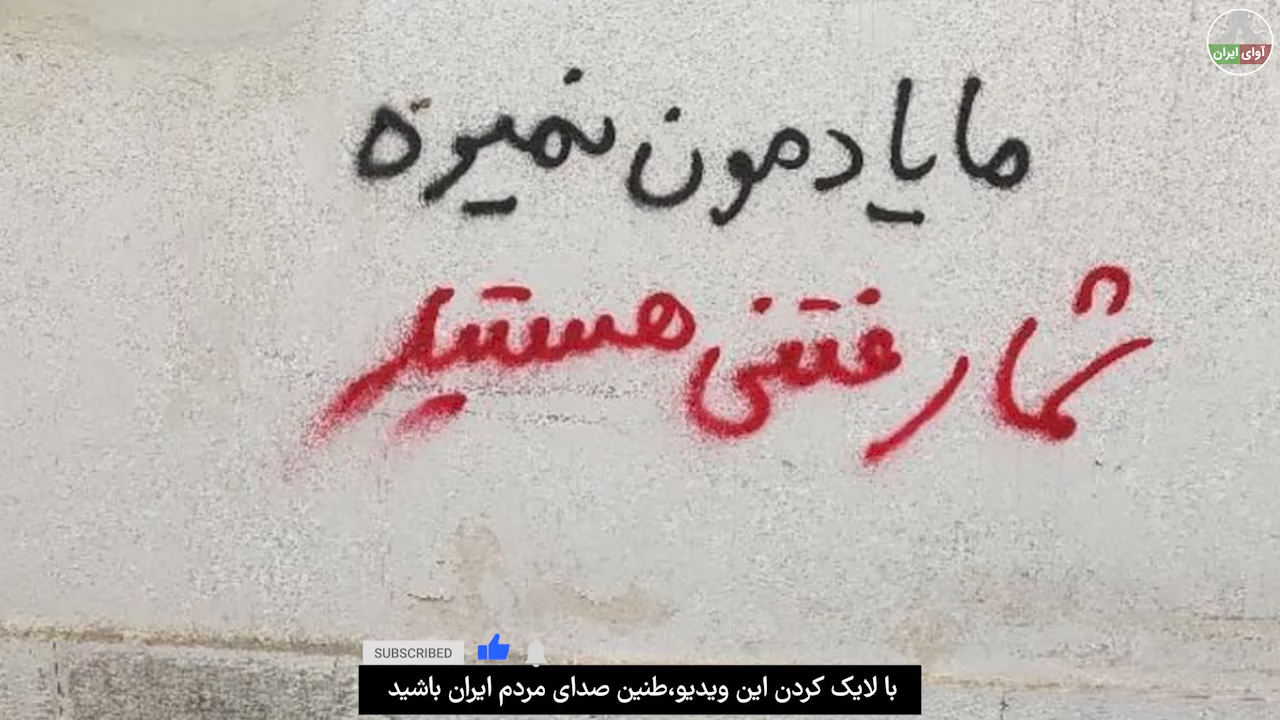 آوای ایران
ما یادمون نمیره
شما رفتنی هستید
SUBSCRIBED
با لایک کردن این ویدیو،طنین صدای مردم ایران باشید